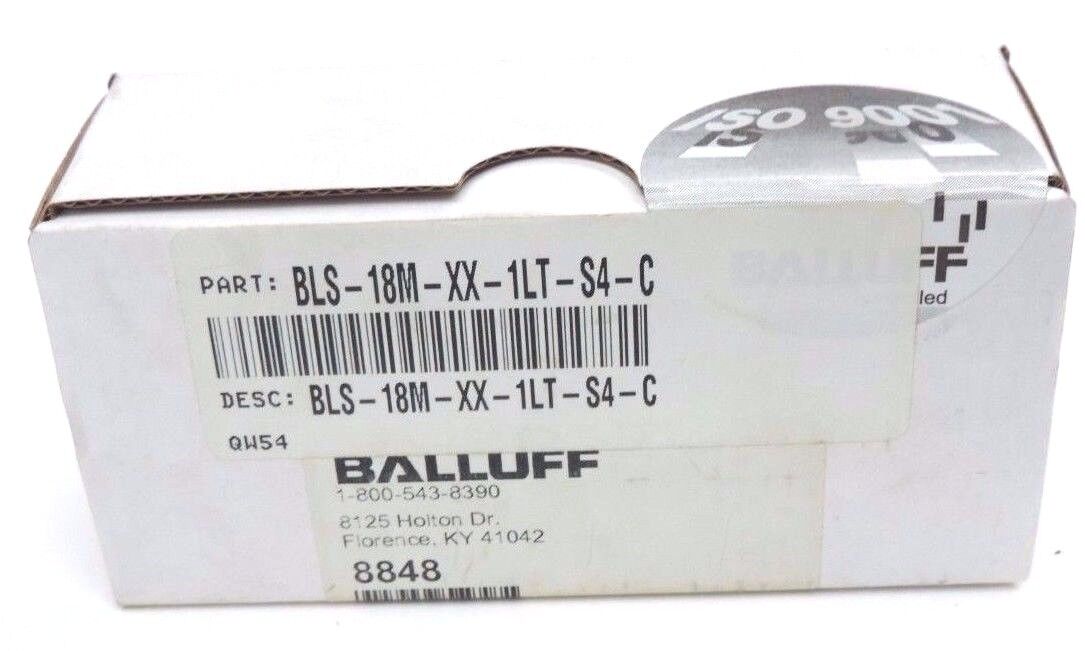 ISO 9001
PART: BLS-18M-XX-1LT-S4-C
DESC: BLS-18M-XX-1LT-S4-C
QW54
BALLUFF
led
BALLUFF
1-800-543-8390
8125 Holton Dr.
Florence, KY 41042
8848